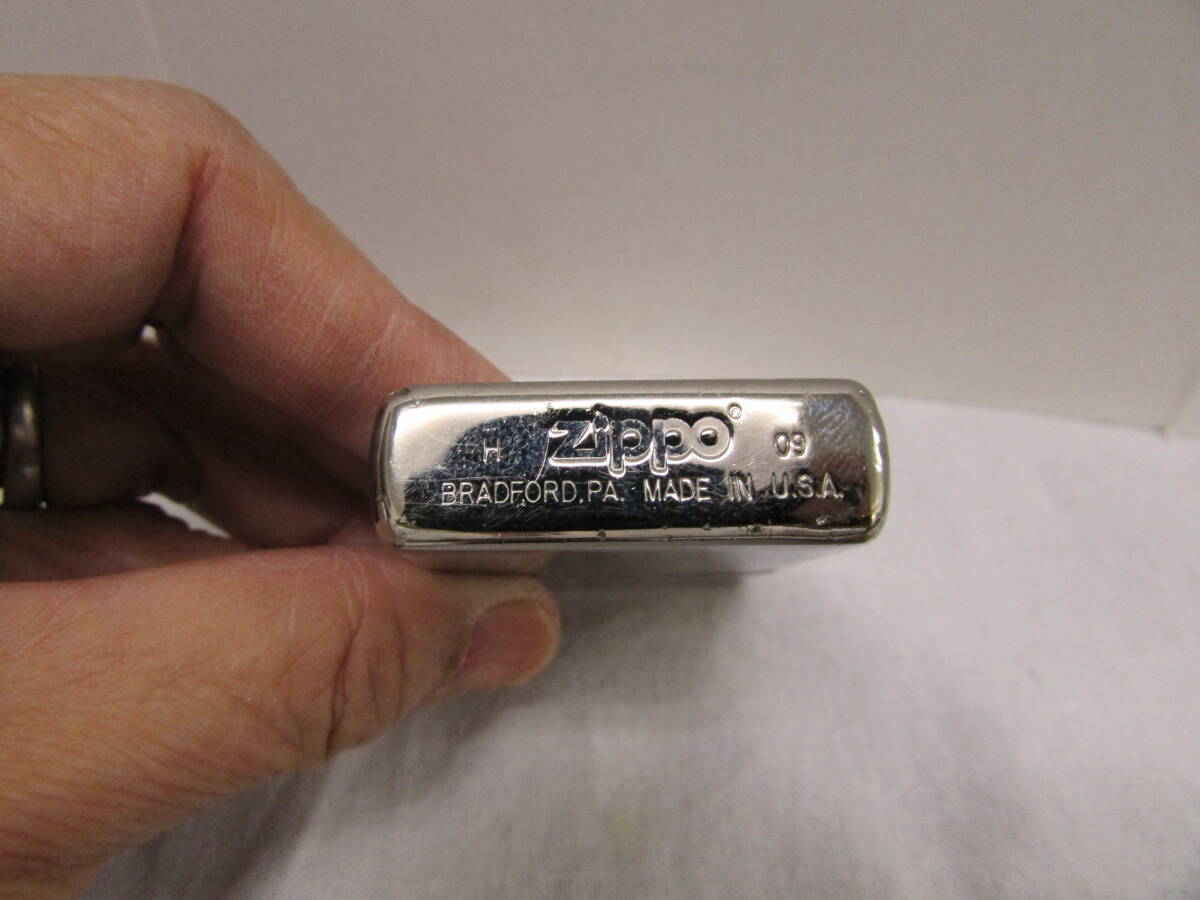 H Zippo® 09
BRADFORD, PA. MADE IN U.S.A.